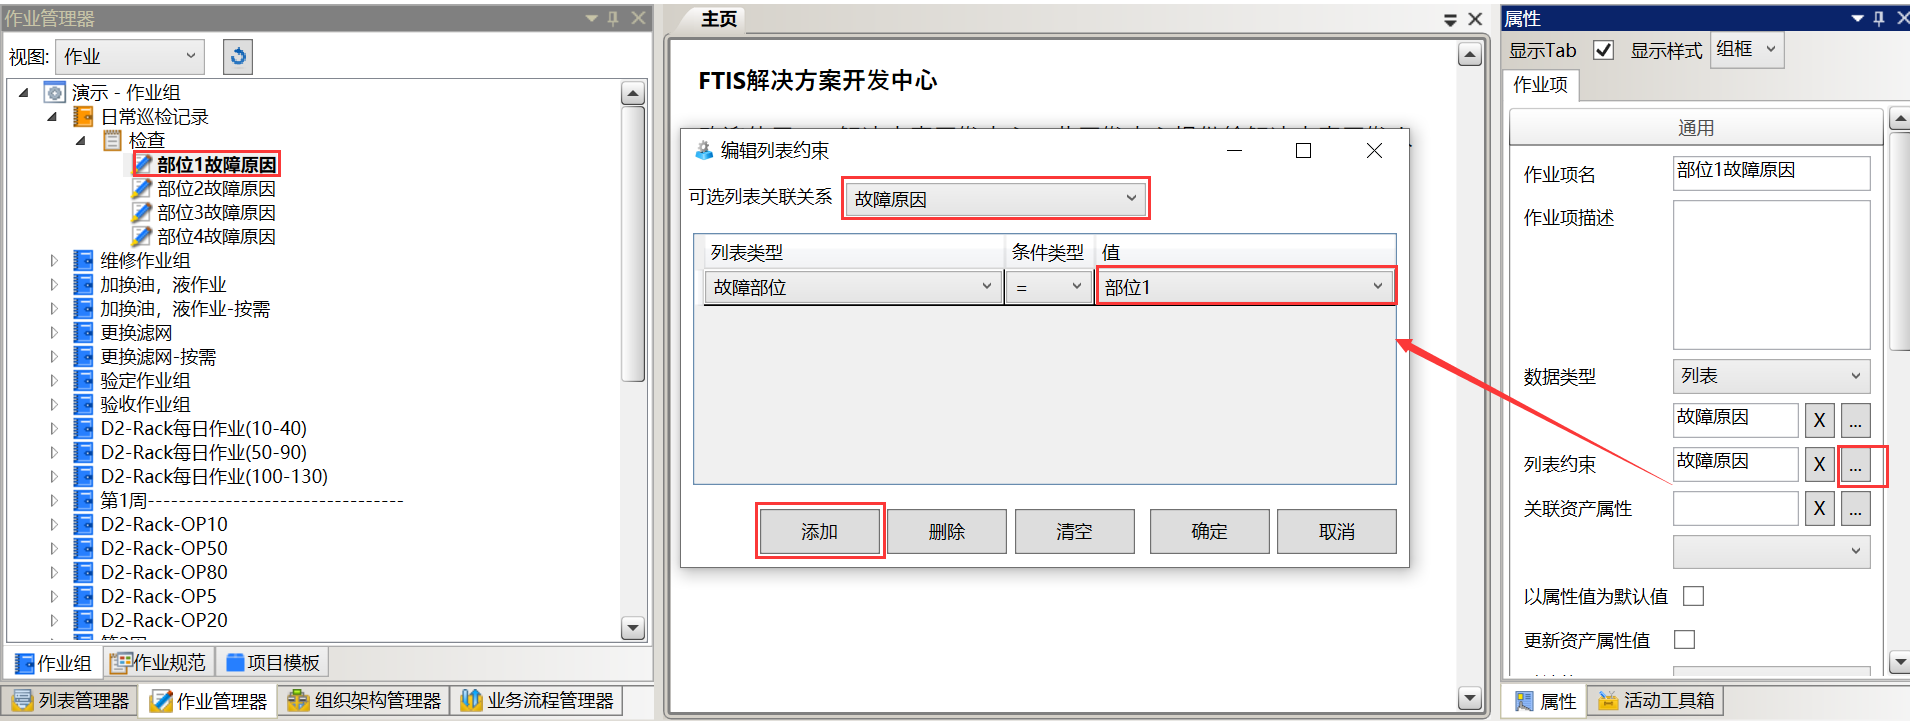 作业管理器
视图: 作业
演示 - 作业组
日常巡检记录
检查
部位1故障原因
部位2故障原因
部位3故障原因
部位4故障原因
维修作业组
加换油，液作业
加换油，液作业-按需
更换滤网
更换滤网-按需
验定作业组
验收作业组
D2-Rack每日作业(10-40)
D2-Rack每日作业(50-90)
D2-Rack每日作业(100-130)
第1周---------------------------------
D2-Rack-OP10
D2-Rack-OP50
D2-Rack-OP80
D2-Rack-OP5
D2-Rack-OP20
作业组 作业规范 项目模板
列表管理器 作业管理器 组织架构管理器 业务流程管理器
主页
FTIS解决方案开发中心
编辑列表约束
可选列表关联关系 故障原因
列表类型 条件类型 值
故障部位 = 部位1
添加 删除 清空 确定 取消
属性
显示Tab 显示样式 组框
作业项
通用
作业项名 部位1故障原因
作业项描述
数据类型 列表
故障原因 X ...
列表约束 故障原因 X ...
关联资产属性 X ...
以属性值为默认值
更新资产属性值
属性 活动工具箱